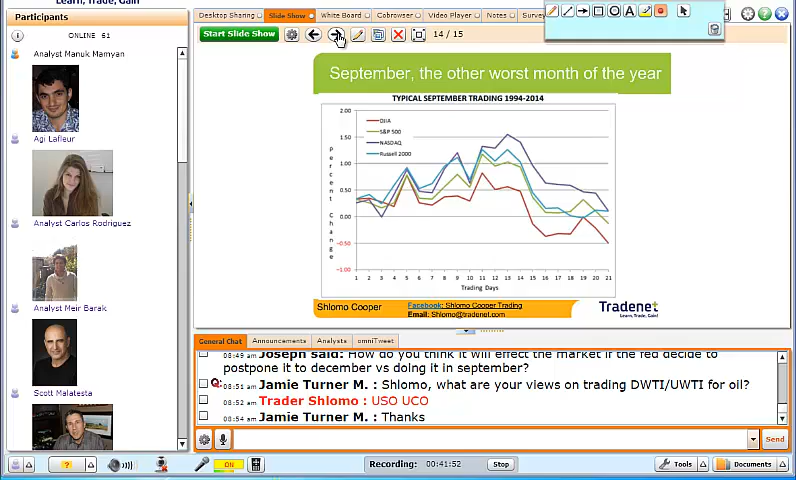 Learn, Trade, Gain!
Participants
ONLINE 61
Analyst Manuk Mamyan
Agi Lafleur
Analyst Carlos Rodriguez
Analyst Meir Barak
Scott Malatesta
Desktop Sharing
Slide Show
White Board
Cobrowser
Video Player
Notes
Survey
A
Start Slide Show
14 / 15
September, the other worst month of the year
TYPICAL SEPTEMBER TRADING 1994-2014
DJIA
S&P 500
NASDAQ
Russell 2000
2.00
1.50
1.00
0.50
0.00
-0.50
-1.00
Percent Change
1 2 3 4 5 6 7 8 9 10 11 12 13 14 15 16 17 18 19 20 21
Trading Days
Shlomo Cooper
Facebook: Shlomo Cooper Trading
Email: Shlomo@tradenet.com
Tradenet
Learn, Trade, Gain!
General Chat
Announcements
Analysts
omniTweet
08:49 am Joseph said: How do you think it will effect the market if the fed decide to
postpone it to december vs doing it in september?
Q: 08:51 am Jamie Turner M. : Shlomo, what are your views on trading DWTI/UWTI for oil?
08:52 am Trader Shlomo : USO UCO
08:54 am Jamie Turner M. : Thanks
Send
?
ON
Recording: 00:41:52
Stop
Tools
Documents